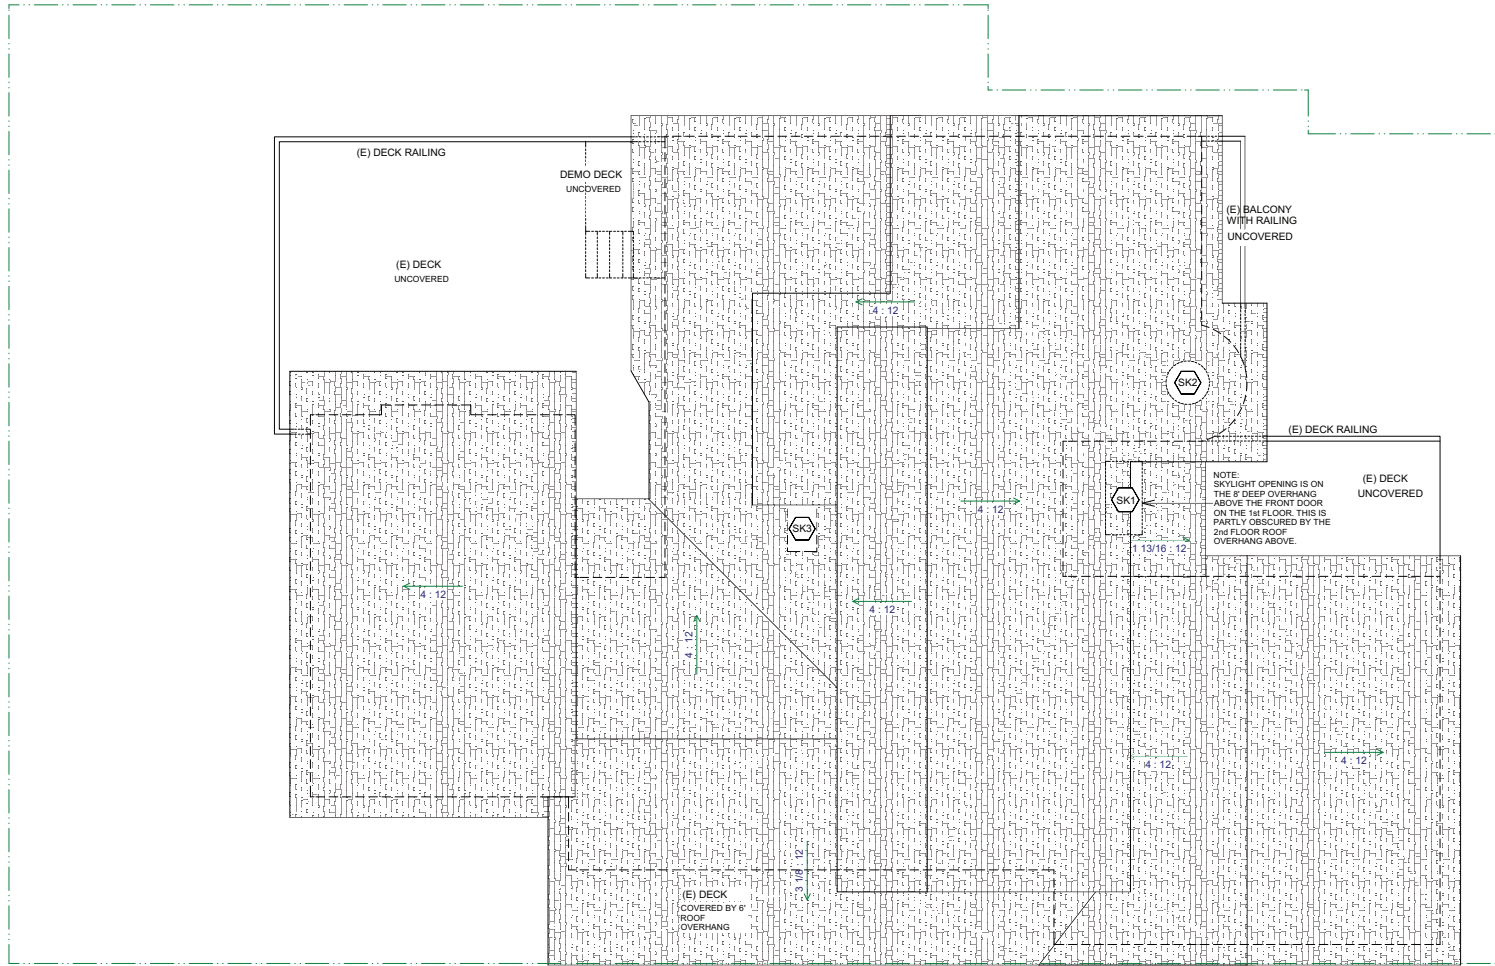 (E) DECK RAILING
DEMO DECK
UNCOVERED
(E) BALCONY
WITH RAILING
UNCOVERED
(E) DECK
UNCOVERED
4 : 12
SK2
(E) DECK RAILING
NOTE:
SKYLIGHT OPENING IS ON
THE 8' DEEP OVERHANG
ABOVE THE FRONT DOOR
ON THE 1st FLOOR. THIS IS
PARTLY OBSCURED BY THE
2nd FLOOR ROOF
OVERHANG ABOVE.
(E) DECK
UNCOVERED
SK1
4 : 12
SK3
1 13/16 : 12
4 : 12
4 : 12
4 : 12
4 : 12
4 : 12
3 1/8 : 12
(E) DECK
COVERED BY 6'
ROOF
OVERHANG